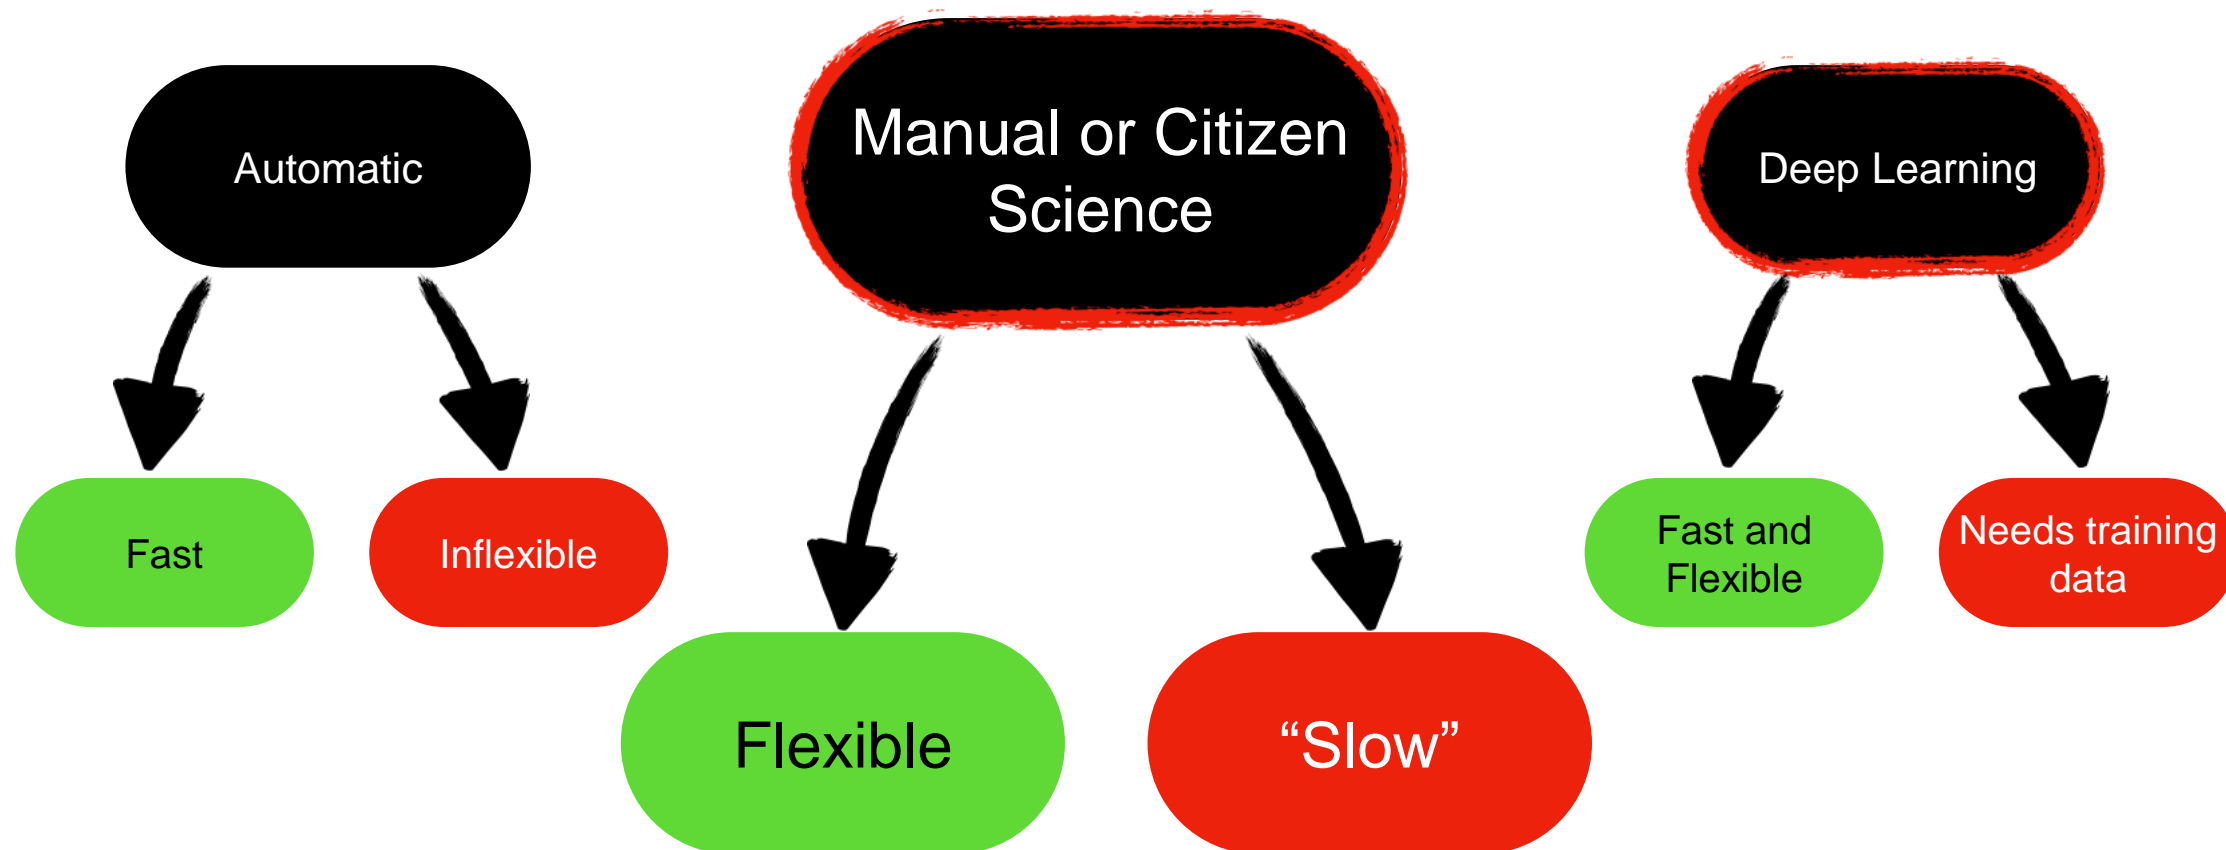 Automatic
Fast
Inflexible
Manual or Citizen
Science
Flexible
“Slow”
Deep Learning
Fast and
Flexible
Needs training
data